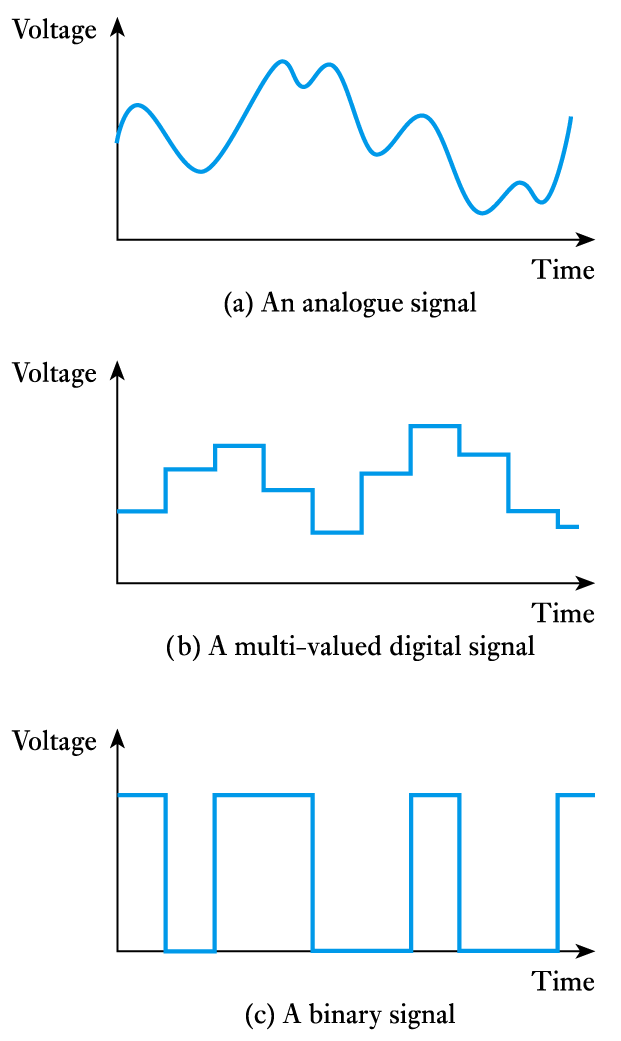 Voltage
Time
(a) An analogue signal
Voltage
Time
(b) A multi-valued digital signal
Voltage
Time
(c) A binary signal